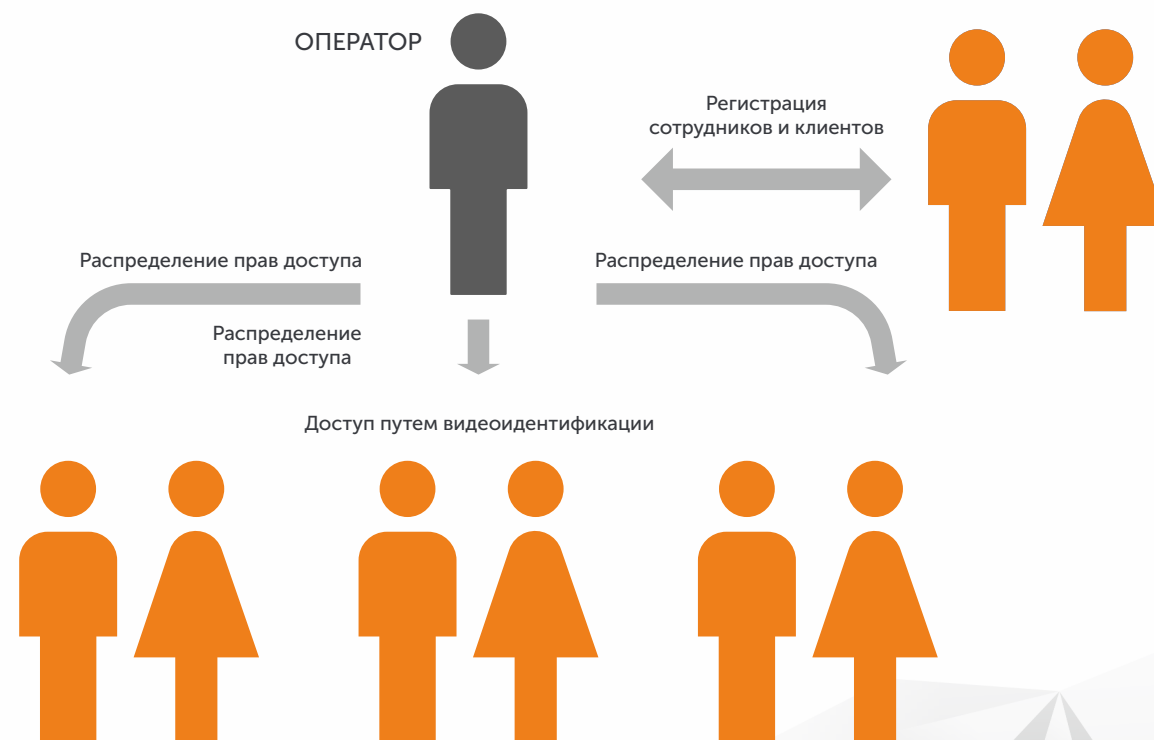 ОПЕРАТОР
Регистрация
сотрудников и клиентов
Распределение прав доступа
Распределение прав доступа
Распределение
прав доступа
Доступ путем видеоидентификации